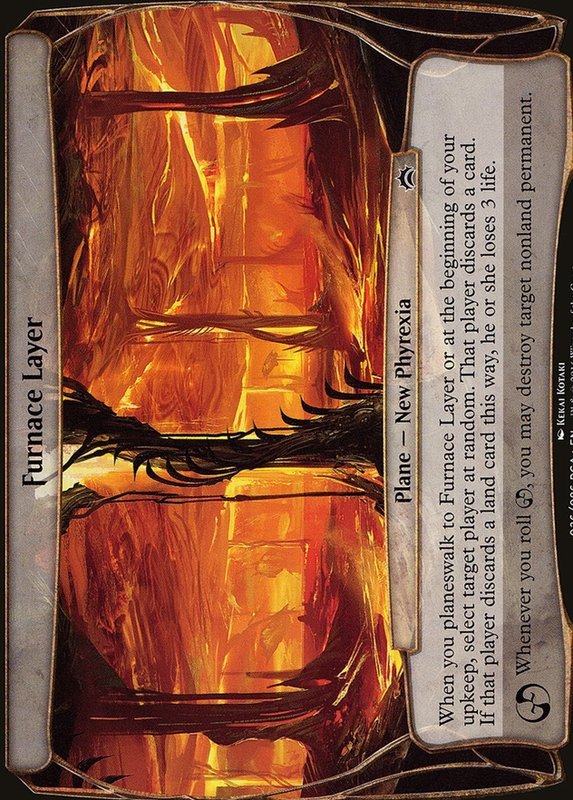 Furnace Layer
Plane — New Phyrexia
When you planeswalk to Furnace Layer or at the beginning of your
upkeep, select target player at random. That player discards a card.
If that player discards a land card this way, he or she loses 3 life.
Whenever you roll , you may destroy target nonland permanent.
Kekai Kotaki